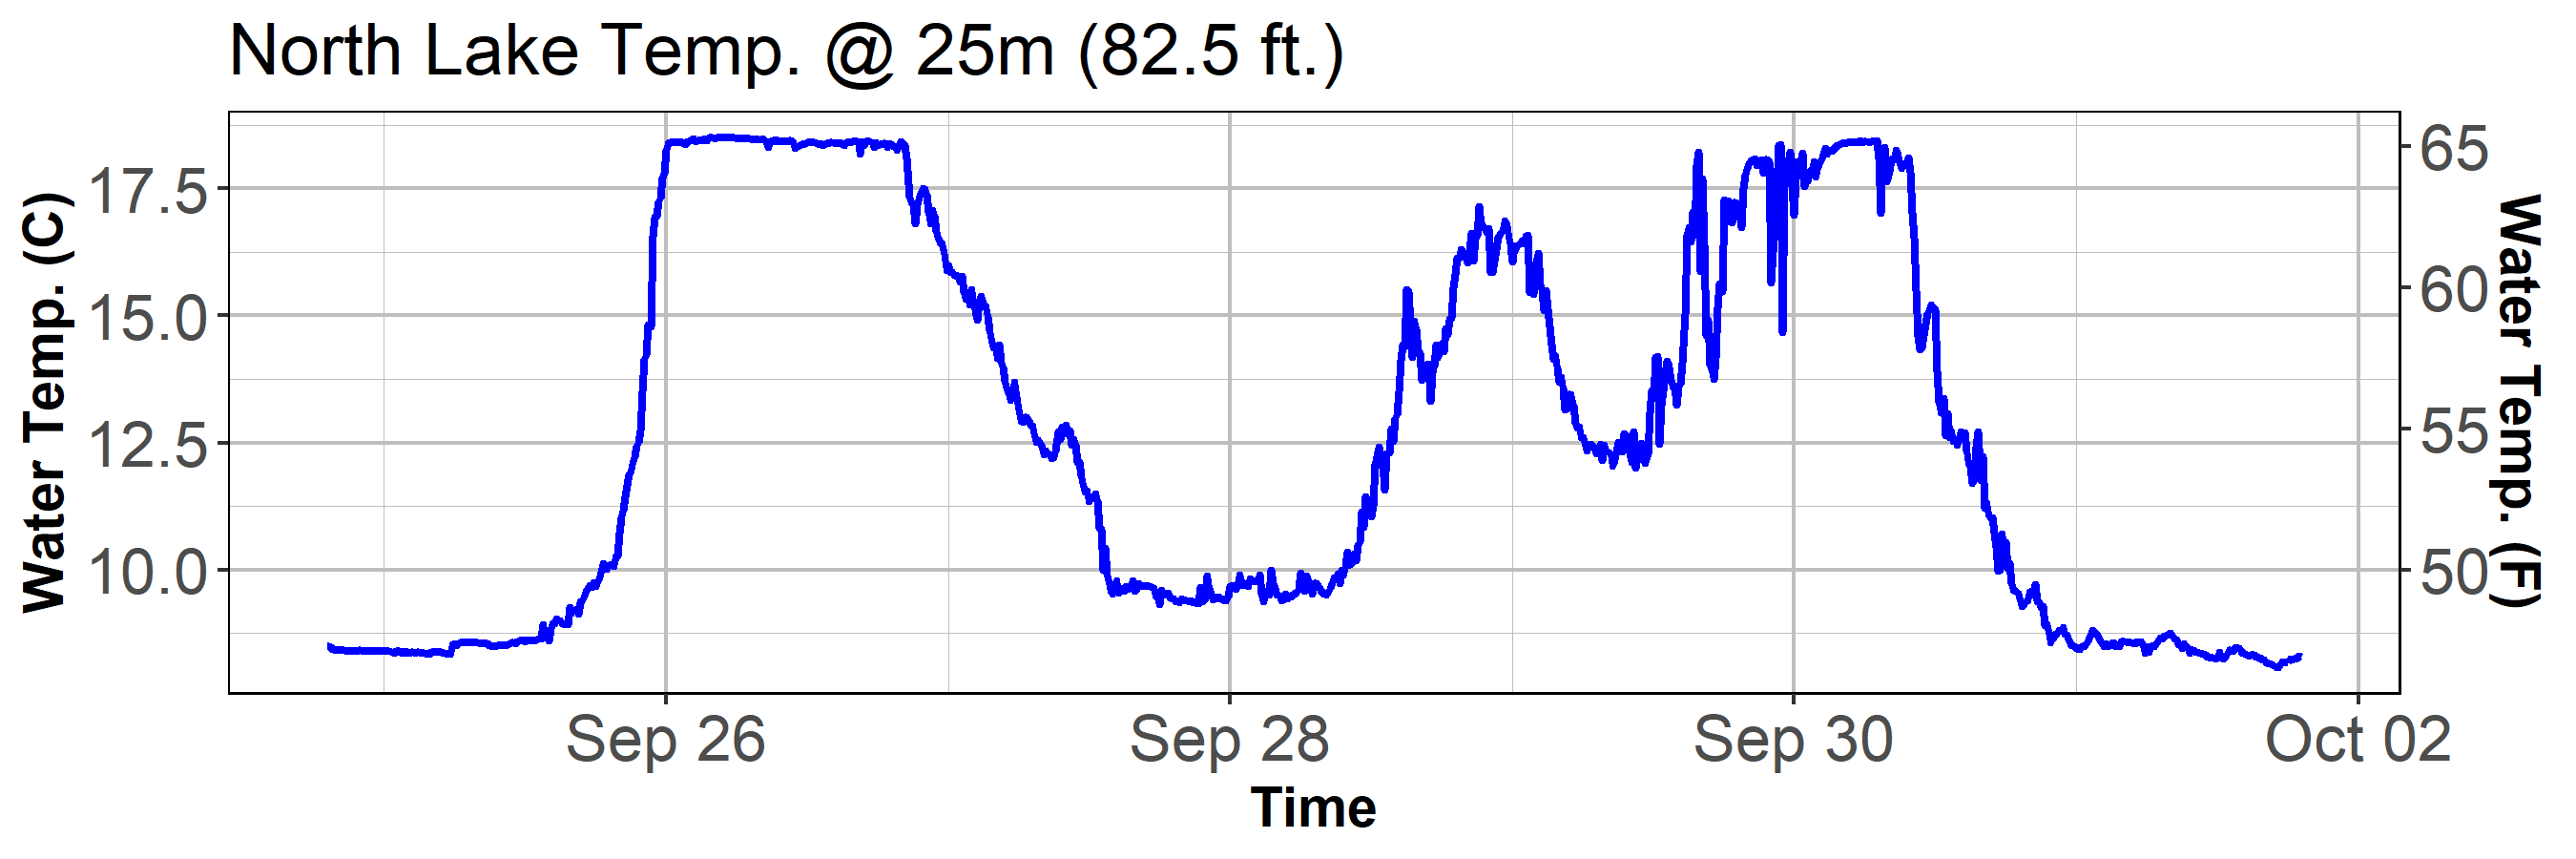 North Lake Temp. @ 25m (82.5 ft.)
Water Temp. (C)
17.5
15.0
12.5
10.0
65
60
55
50
Water Temp. (F)
Sep 26
Sep 28
Sep 30
Oct 02
Time